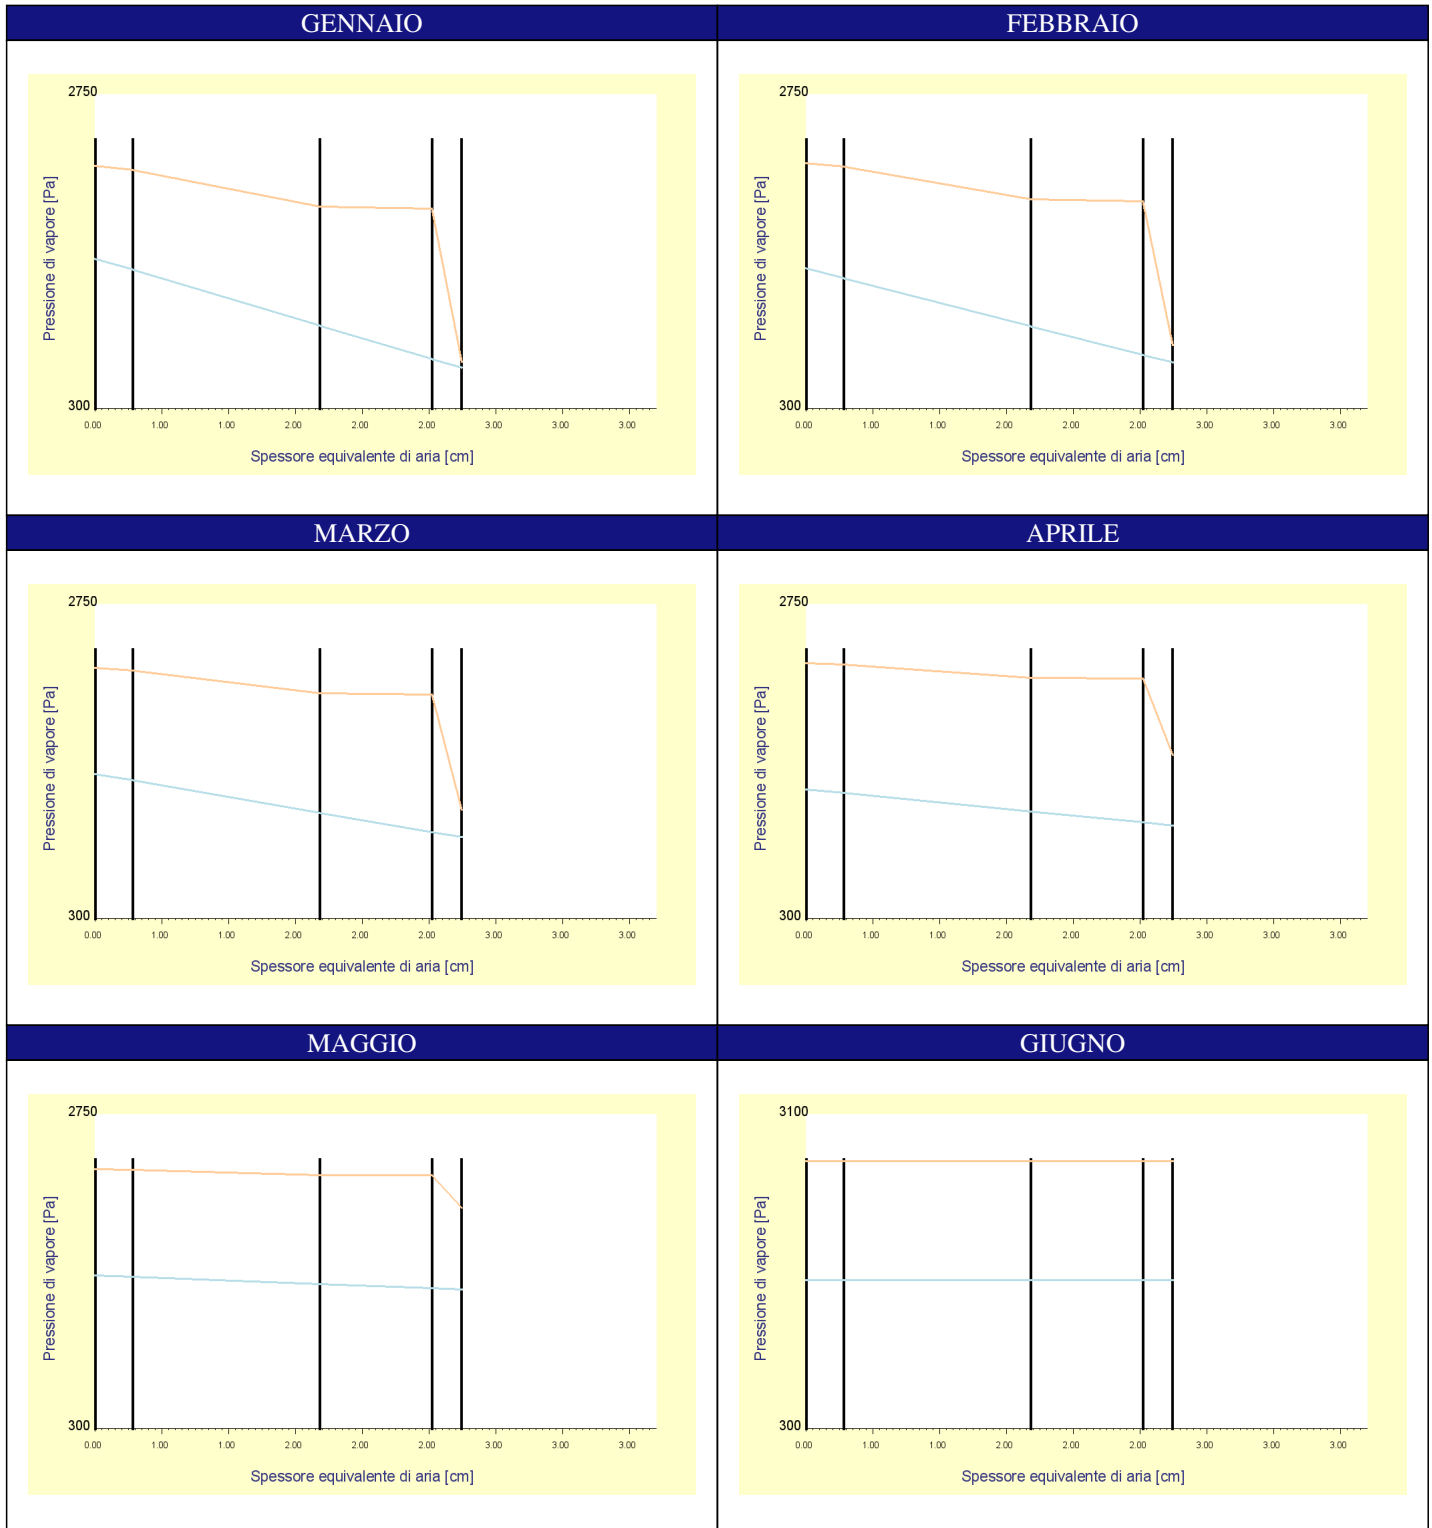 GENNAIO
2750
Pressione di vapore [Pa]
300
0.00 1.00 1.00 2.00 2.00 2.00 3.00 3.00 3.00
Spessore equivalente di aria [cm]
FEBBRAIO
2750
Pressione di vapore [Pa]
300
0.00 1.00 1.00 2.00 2.00 2.00 3.00 3.00 3.00
Spessore equivalente di aria [cm]
MARZO
2750
Pressione di vapore [Pa]
300
0.00 1.00 1.00 2.00 2.00 2.00 3.00 3.00 3.00
Spessore equivalente di aria [cm]
APRILE
2750
Pressione di vapore [Pa]
300
0.00 1.00 1.00 2.00 2.00 2.00 3.00 3.00 3.00
Spessore equivalente di aria [cm]
MAGGIO
2750
Pressione di vapore [Pa]
300
0.00 1.00 1.00 2.00 2.00 2.00 3.00 3.00 3.00
Spessore equivalente di aria [cm]
GIUGNO
3100
Pressione di vapore [Pa]
300
0.00 1.00 1.00 2.00 2.00 2.00 3.00 3.00 3.00
Spessore equivalente di aria [cm]